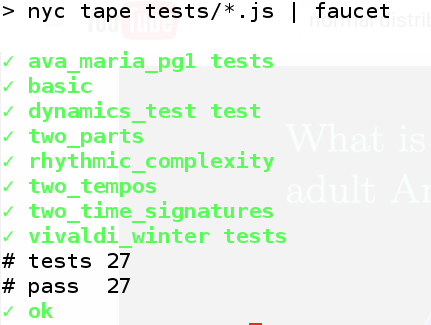 > nyc tape tests/*.js | faucet
✓ ava_maria_pg1 tests
✓ basic
✓ dynamics_test test
✓ two_parts
✓ rhythmic_complexity
✓ two_tempos
✓ two_time_signatures
✓ vivaldi_winter tests
# tests 27
# pass  27
✓ ok
What is
adult